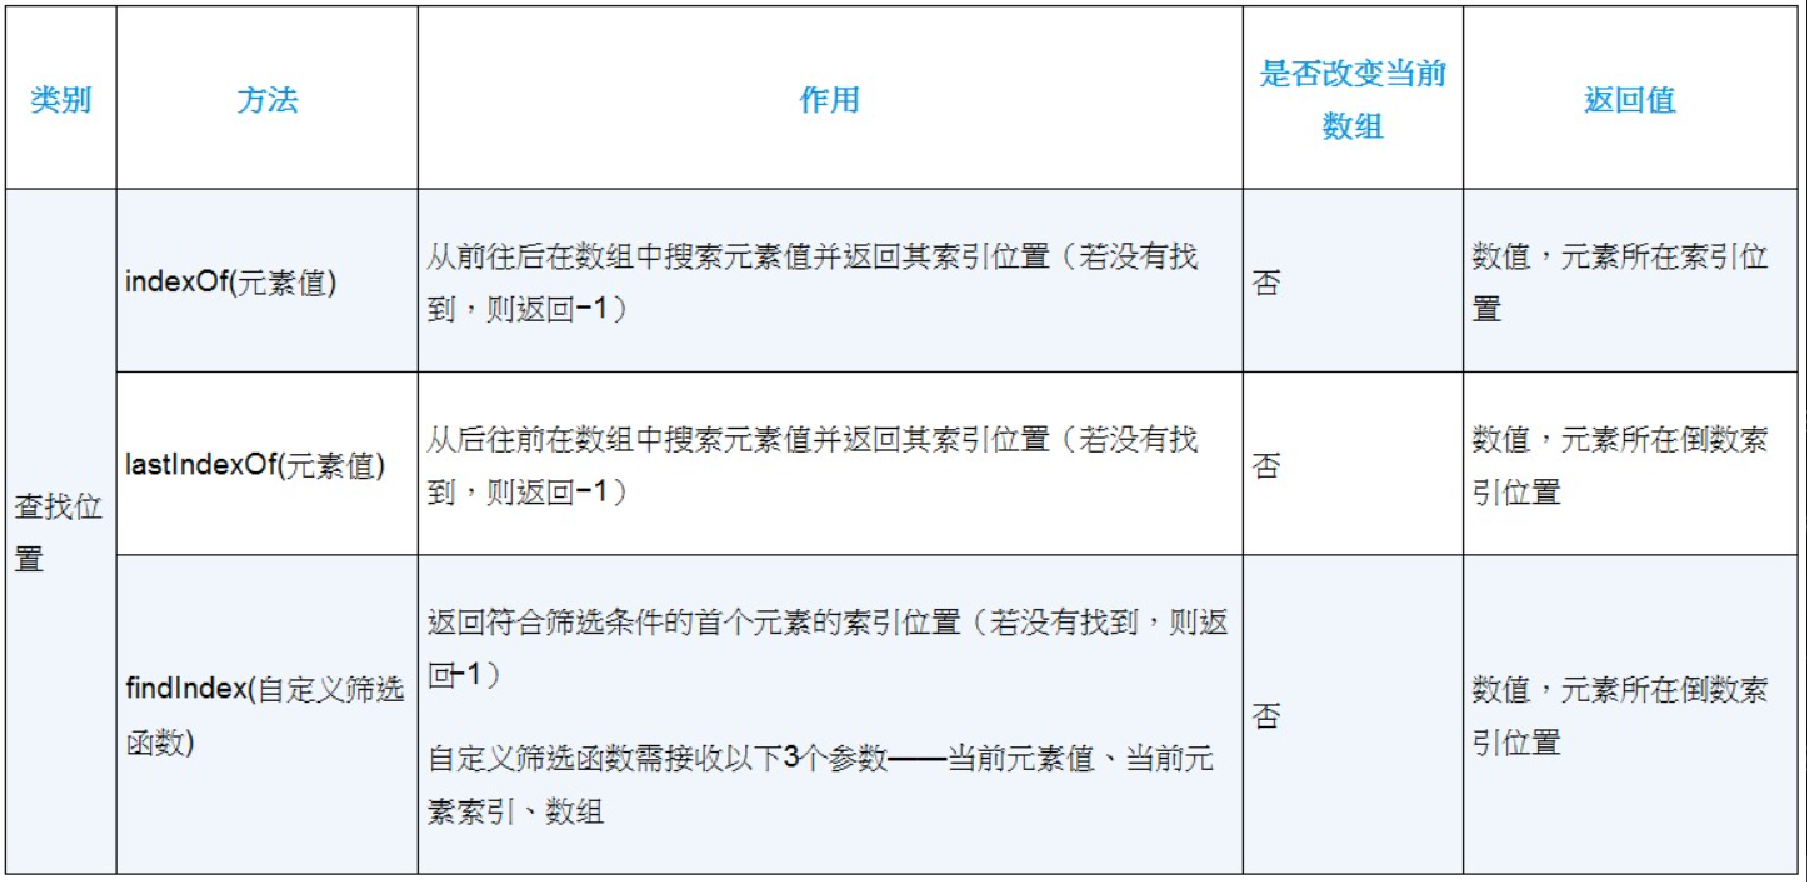 类别
方法
作用
是否改变当前
数组
返回值
查找位
置
indexOf(元素值)
从前往后在数组中搜索元素值并返回其索引位置（若没有找
到，则返回-1）
否
数值，元素所在索引位
置
lastIndexOf(元素值)
从后往前在数组中搜索元素值并返回其索引位置（若没有找
到，则返回-1）
否
数值，元素所在倒数索
引位置
findIndex(自定义筛选
函数)
返回符合筛选条件的首个元素的索引位置（若没有找到，则返
回-1）
自定义筛选函数需接收以下3个参数——当前元素值、当前元
素索引、数组
否
数值，元素所在倒数索
引位置